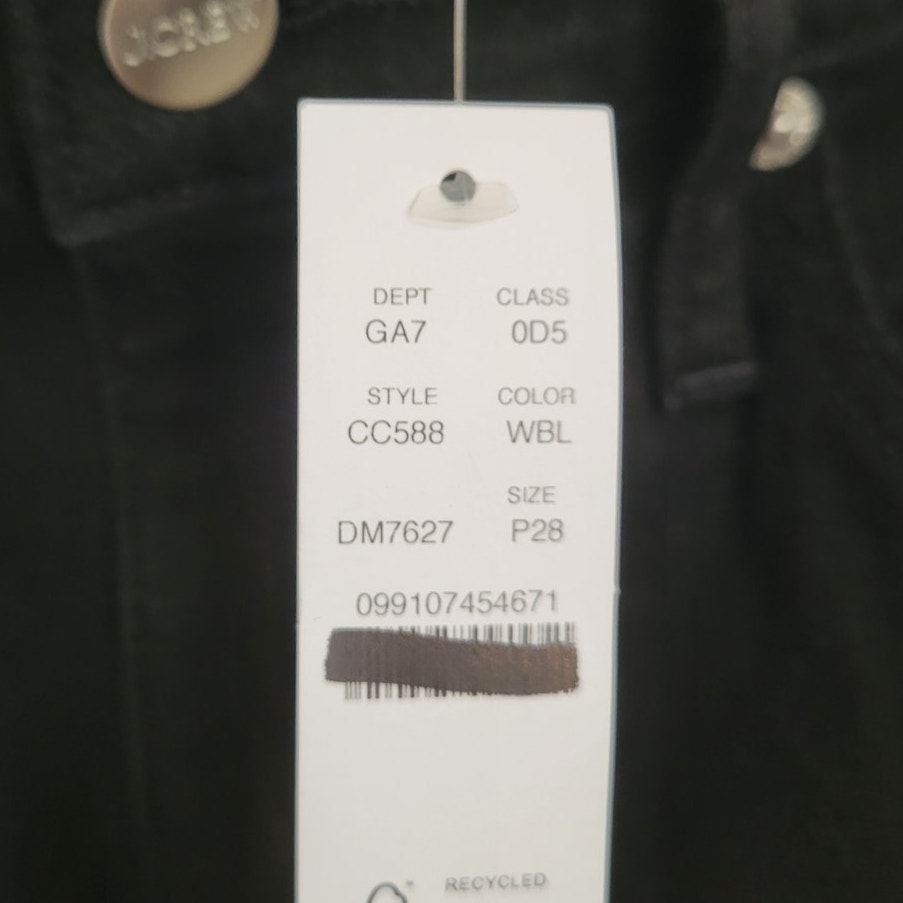 J.CREW
DEPT CLASS
GA7 0D5
STYLE COLOR
CC588 WBL
SIZE
DM7627 P28
099107454671
RECYCLED